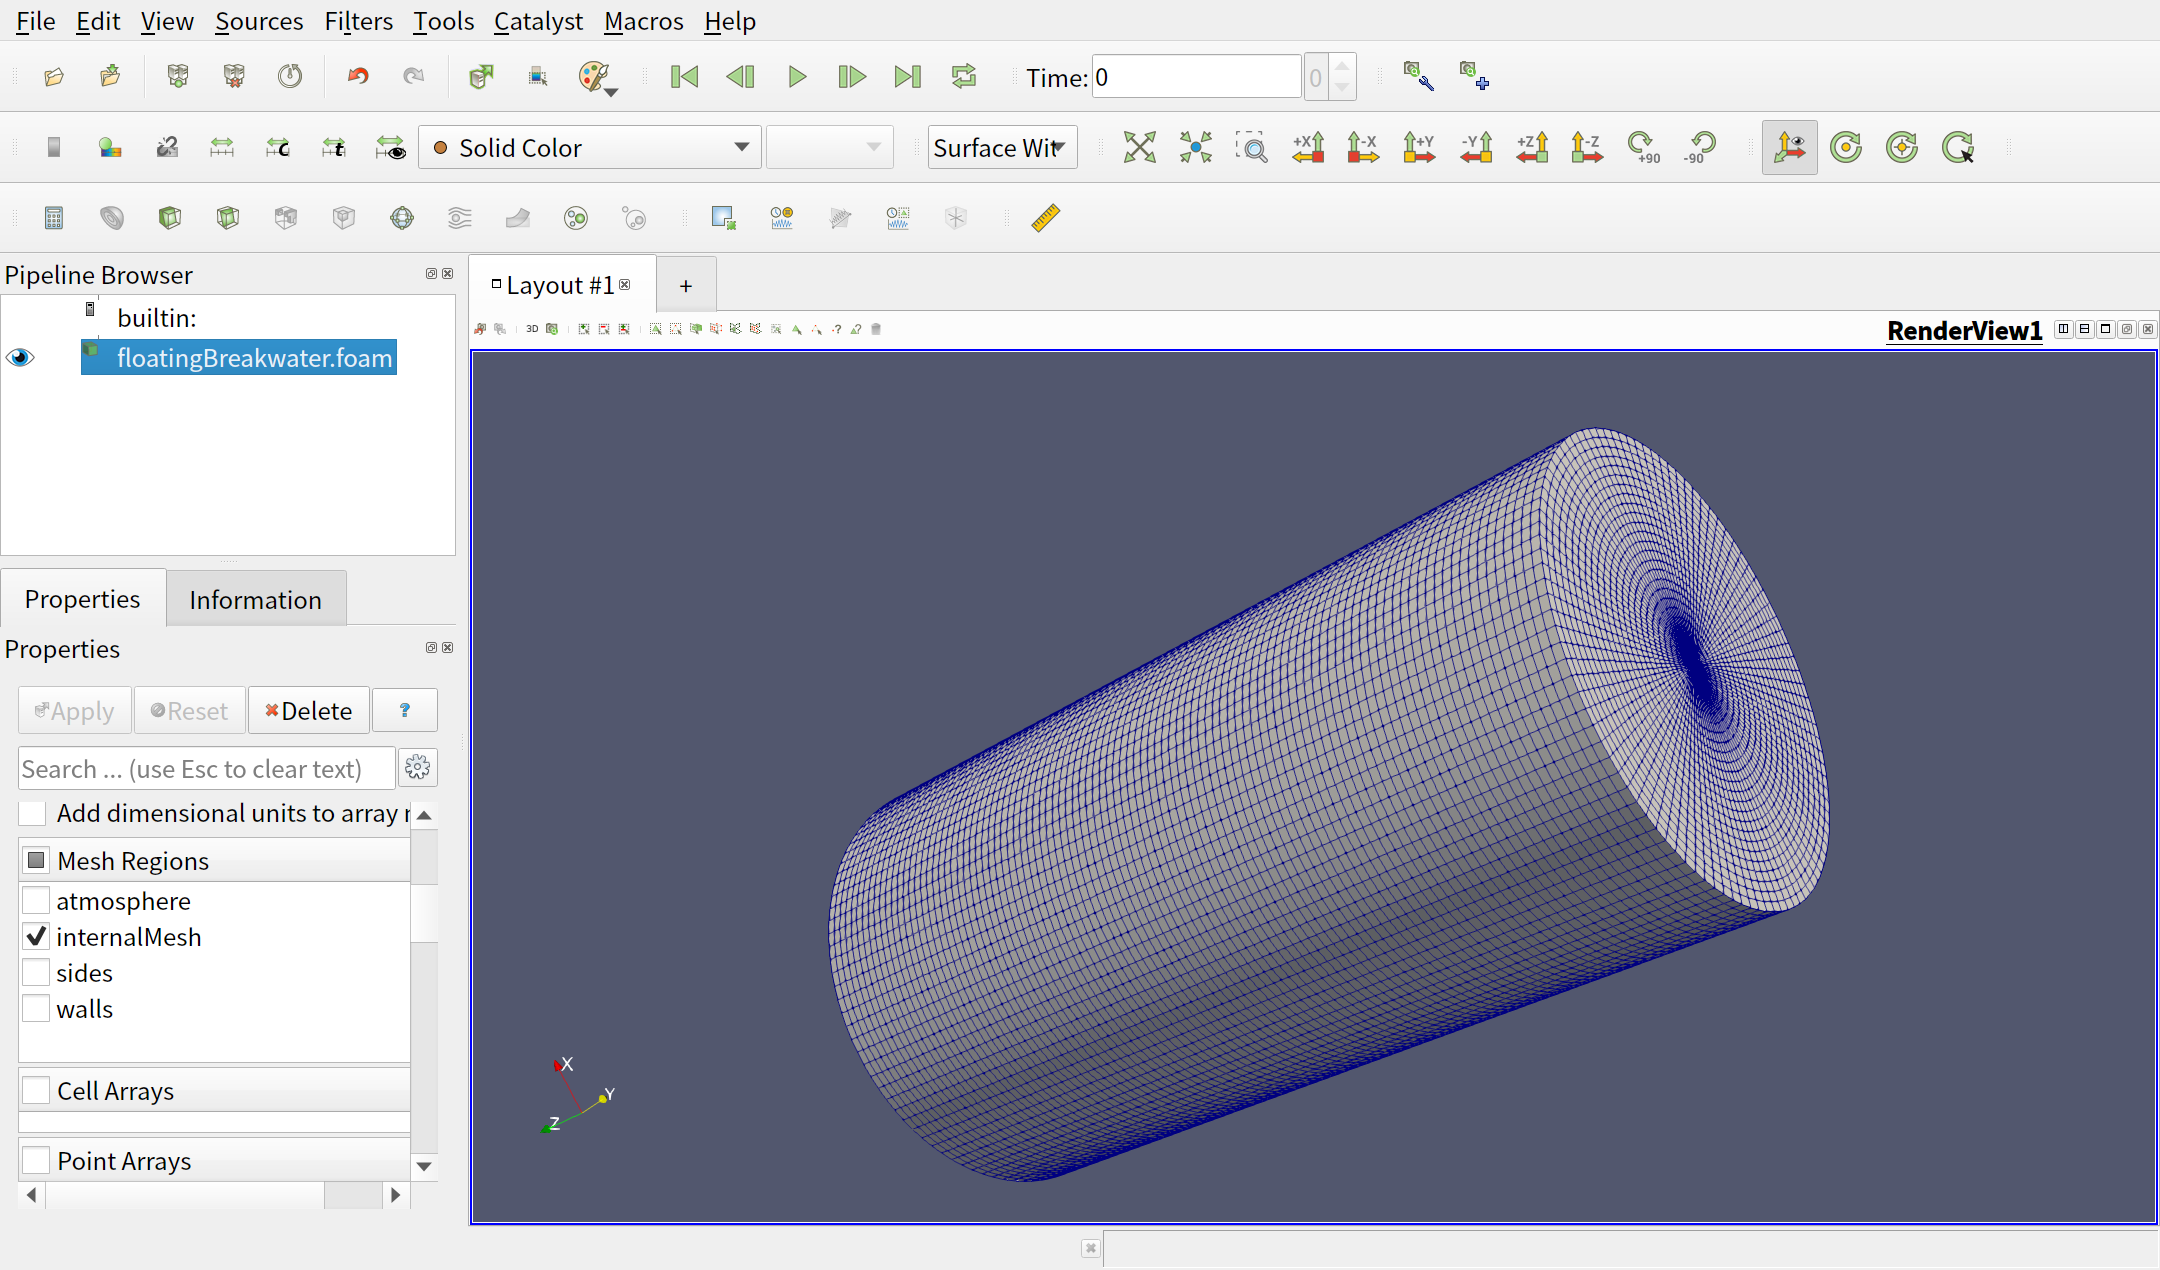 File Edit View Sources Filters Tools Catalyst Macros Help
Time: 0 0
Solid Color Surface Wit +X -X +Y -Y +Z -Z +90 -90
Pipeline Browser
builtin:
floatingBreakwater.foam
Properties Information
Properties
Apply Reset Delete ?
Search ... (use Esc to clear text)
Add dimensional units to array
Mesh Regions
atmosphere
internalMesh
sides
walls
Cell Arrays
Point Arrays
Layout #1 +
3D RenderView1
X
Y
Z